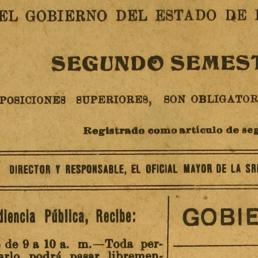 EL GOBIERNO DEL ESTADO DE
SEGUNDO SEMEST
POSICIONES SUPERIORES, SON OBLIGATOR
Registrado como artículo de seg
DIRECTOR Y RESPONSABLE, EL OFICIAL MAYOR DE LA SR
diencia Pública, Recibe:
de 9 a 10 a. m.—Toda per-
arlo podrá pasar libremen-
GOBIE